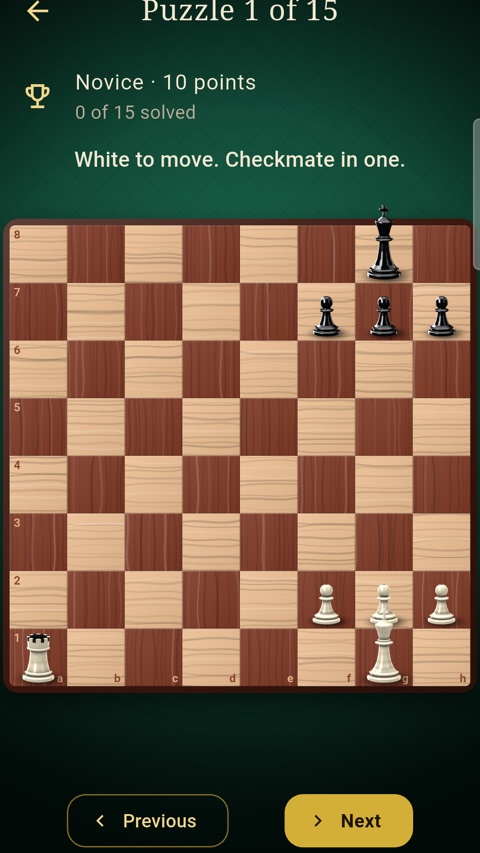 Puzzle 1 of 15
Novice · 10 points
0 of 15 solved
White to move. Checkmate in one.
8
7
6
5
4
3
2
1
a b c d e f g h
Previous Next